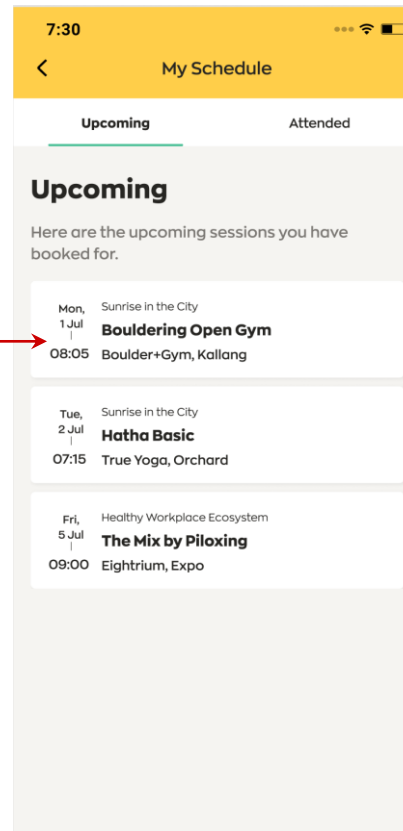 7:30
My Schedule
Upcoming
Attended
Upcoming
Here are the upcoming sessions you have
booked for.
Mon,
1 Jul
08:05
Sunrise in the City
Bouldering Open Gym
Boulder+Gym, Kallang
Tue,
2 Jul
07:15
Sunrise in the City
Hatha Basic
True Yoga, Orchard
Fri,
5 Jul
09:00
Healthy Workplace Ecosystem
The Mix by Piloxing
Eightrium, Expo